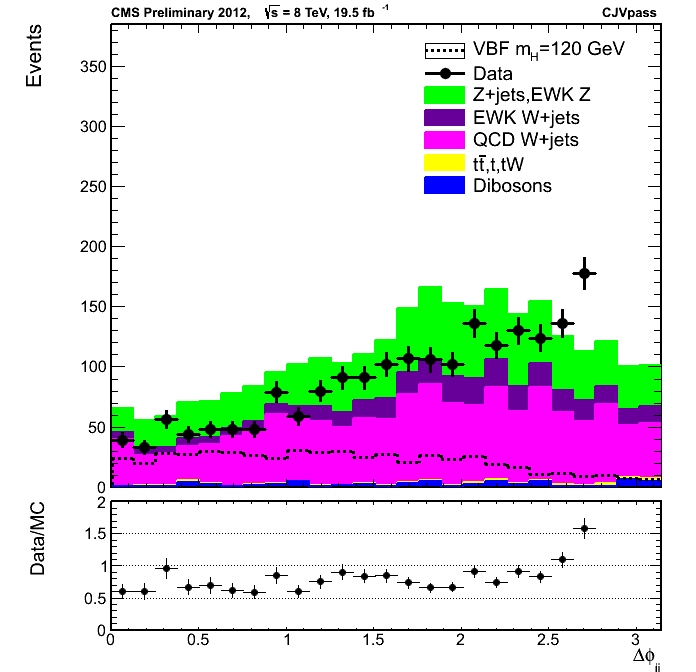 CMS Preliminary 2012, √s = 8 TeV, 19.5 fb⁻¹ CJVpass
Events
350
300
250
200
150
100
50
0
VBF m_H=120 GeV
Data
Z+jets,EWK Z
EWK W+jets
QCD W+jets
tt̄,t,tW
Dibosons
Data/MC
2
1.5
1
0.5
0
0 0.5 1 1.5 2 2.5 3
Δϕ_jj